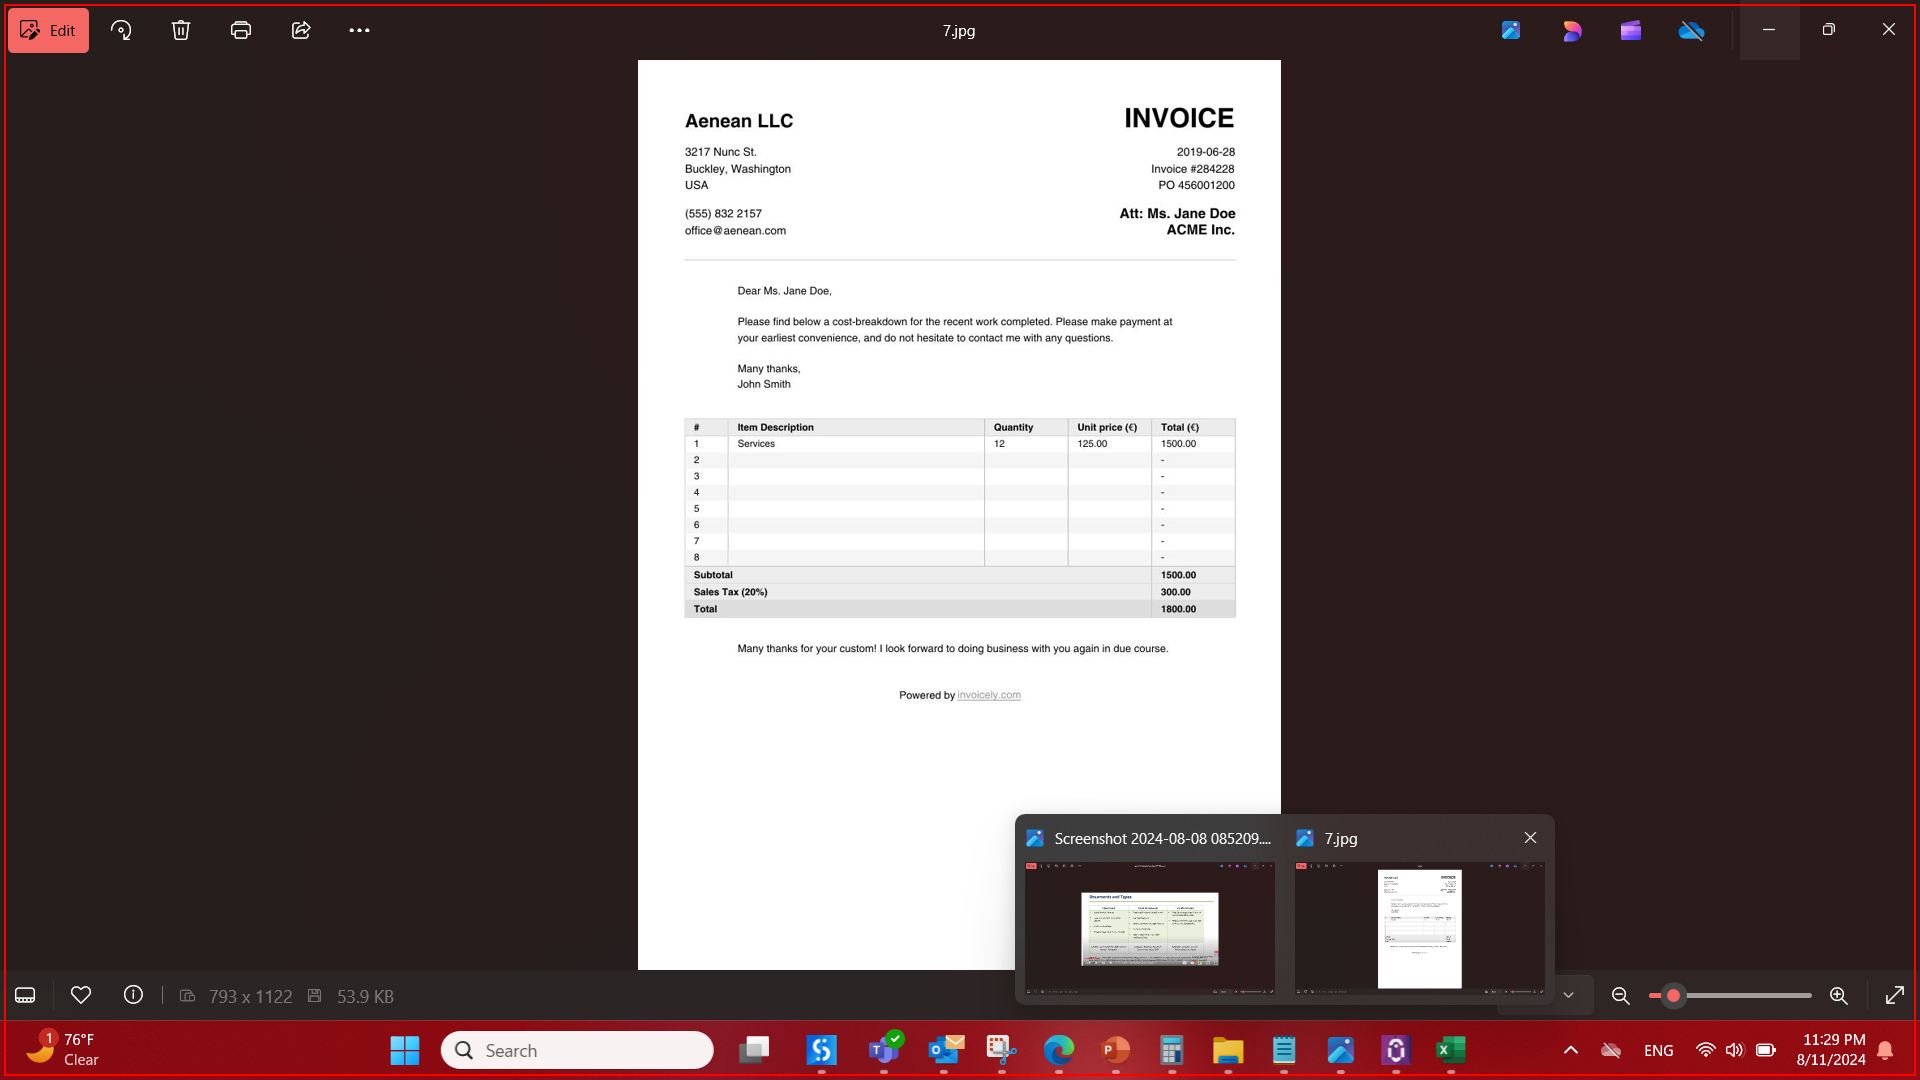 Edit
7.jpg
Aenean LLC
INVOICE
3217 Nunc St.
Buckley, Washington
USA
2019-06-28
Invoice #284228
PO 456001200
(555) 832 2157
office@aenean.com
Att: Ms. Jane Doe
ACME Inc.
Dear Ms. Jane Doe,
Please find below a cost-breakdown for the recent work completed. Please make payment at
your earliest convenience, and do not hesitate to contact me with any questions.
Many thanks,
John Smith
# Item Description Quantity Unit price (€) Total (€)
1 Services 12 125.00 1500.00
2 -
3 -
4 -
5 -
6 -
7 -
8 -
Subtotal 1500.00
Sales Tax (20%) 300.00
Total 1800.00
Many thanks for your custom! I look forward to doing business with you again in due course.
Powered by invoicely.com
Screenshot 2024-08-08 085209....
7.jpg
Documents and Types
INVOICE
793 x 1122
53.9 KB
1
76°F
Clear
Search
ENG
11:29 PM
8/11/2024